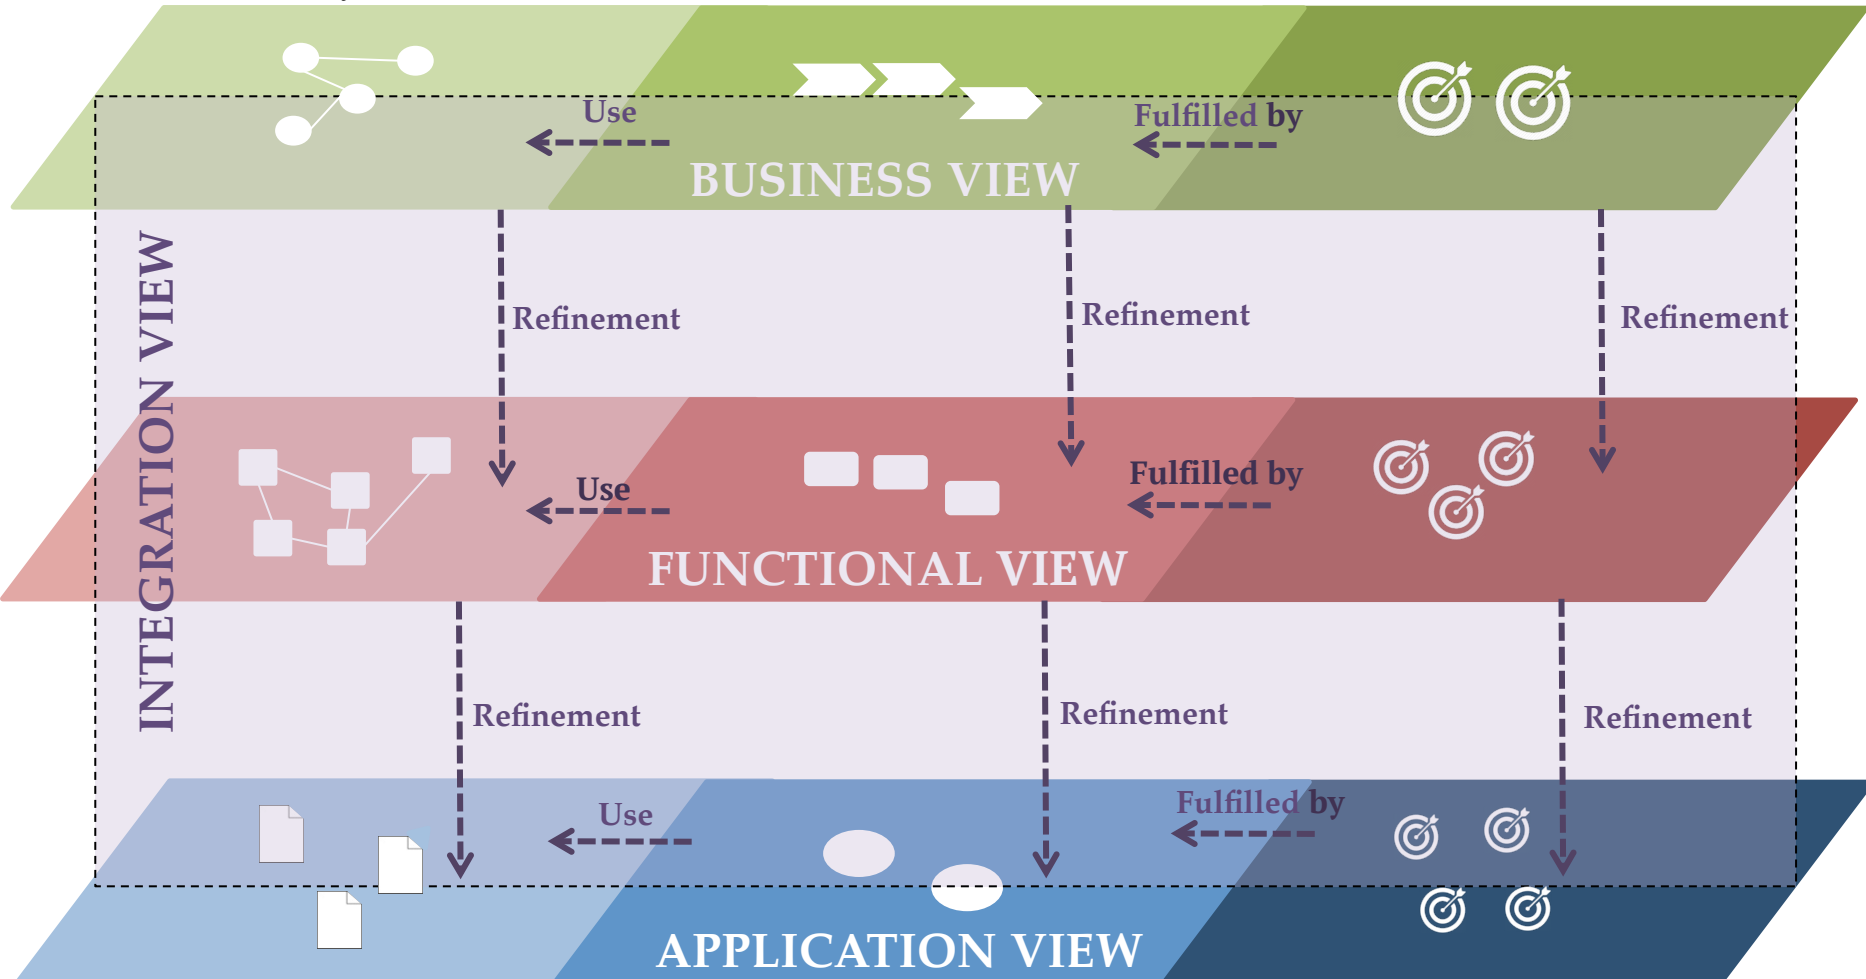 Use
Fulfilled by
BUSINESS VIEW
INTEGRATION VIEW
Refinement
Refinement
Refinement
Use
Fulfilled by
FUNCTIONAL VIEW
Refinement
Refinement
Refinement
Use
Fulfilled by
APPLICATION VIEW